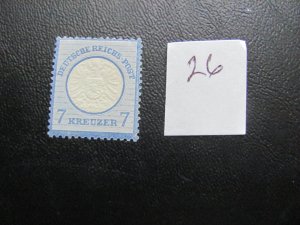 DEUTSCHE REICHS-POST
7 KREUZER 7
26